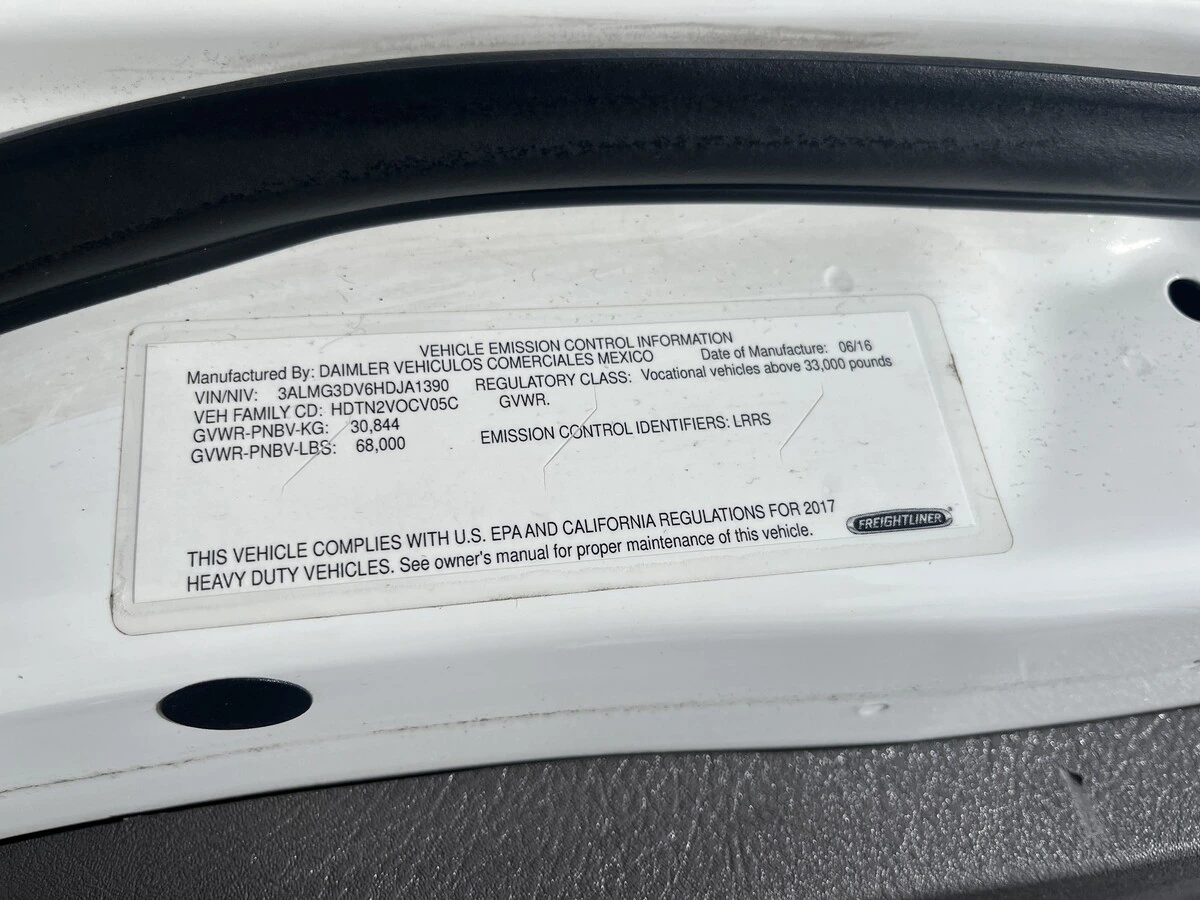 VEHICLE EMISSION CONTROL INFORMATION
Manufactured By: DAIMLER VEHICULOS COMERCIALES MEXICO Date of Manufacture: 06/16
VIN/NIV: 3ALMG3DV6HDJA1390 REGULATORY CLASS: Vocational vehicles above 33,000 pounds
VEH FAMILY CD: HDTN2VOCV05C GVWR.
GVWR-PNBV-KG: 30,844
GVWR-PNBV-LBS: 68,000 EMISSION CONTROL IDENTIFIERS: LRRS
THIS VEHICLE COMPLIES WITH U.S. EPA AND CALIFORNIA REGULATIONS FOR 2017
HEAVY DUTY VEHICLES. See owner's manual for proper maintenance of this vehicle.
FREIGHTLINER